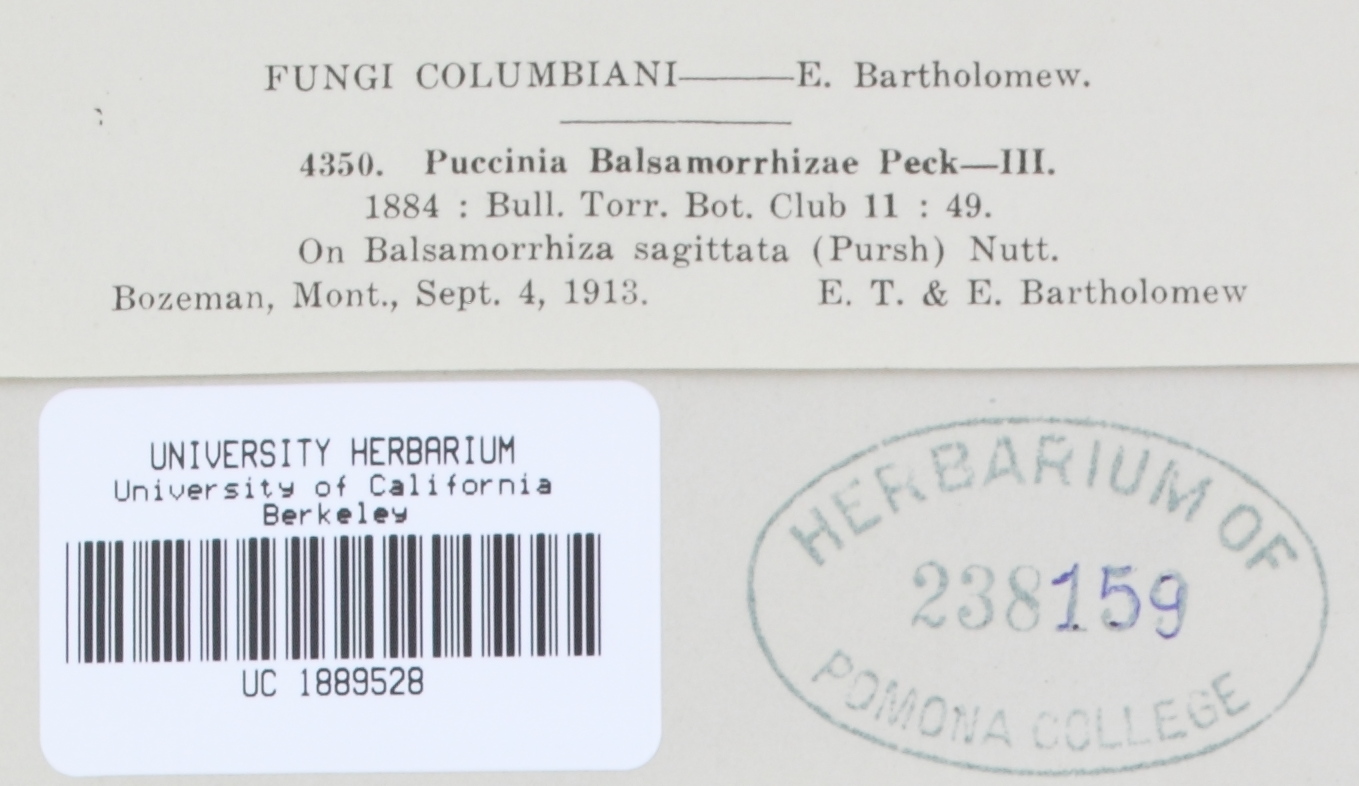 FUNGI COLUMBIANI——E. Bartholomew.
4350. Puccinia Balsamorrhizae Peck—III.
1884 : Bull. Torr. Bot. Club 11 : 49.
On Balsamorrhiza sagittata (Pursh) Nutt.
Bozeman, Mont., Sept. 4, 1913. E. T. & E. Bartholomew
UNIVERSITY HERBARIUM
University of California
Berkeley
UC 1889528
HERBARIUM OF
238159
POMONA COLLEGE